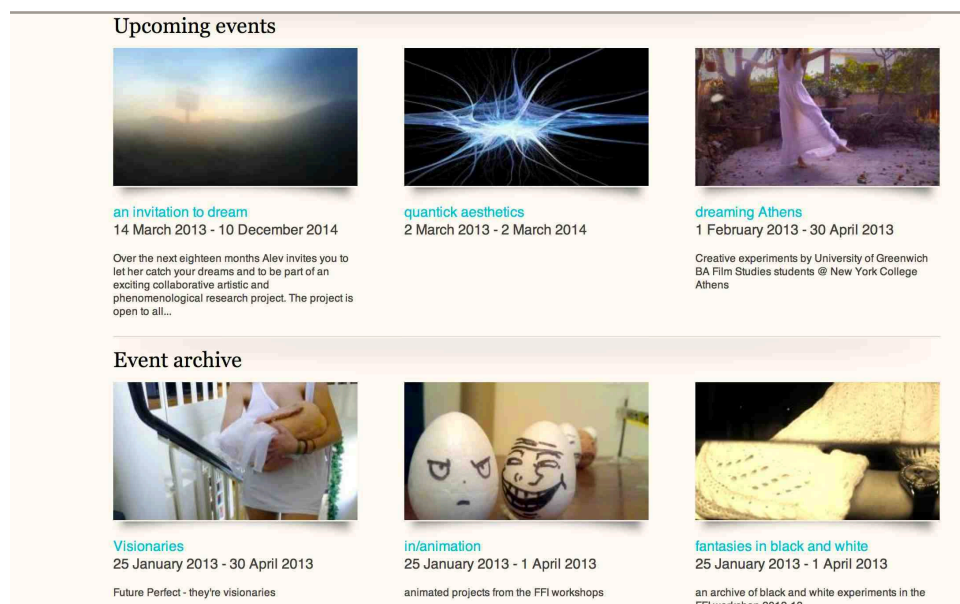 Upcoming events
an invitation to dream
14 March 2013 - 10 December 2014
Over the next eighteen months Alev invites you to
let her catch your dreams and to be part of an
exciting collaborative artistic and
phenomenological research project. The project is
open to all...
quantick aesthetics
2 March 2013 - 2 March 2014
dreaming Athens
1 February 2013 - 30 April 2013
Creative experiments by University of Greenwich
BA Film Studies students @ New York College
Athens
Event archive
Visionaries
25 January 2013 - 30 April 2013
Future Perfect - they're visionaries
in/animation
25 January 2013 - 1 April 2013
animated projects from the FFI workshops
fantasies in black and white
25 January 2013 - 1 April 2013
an archive of black and white experiments in the
FFI workshop 2012-13